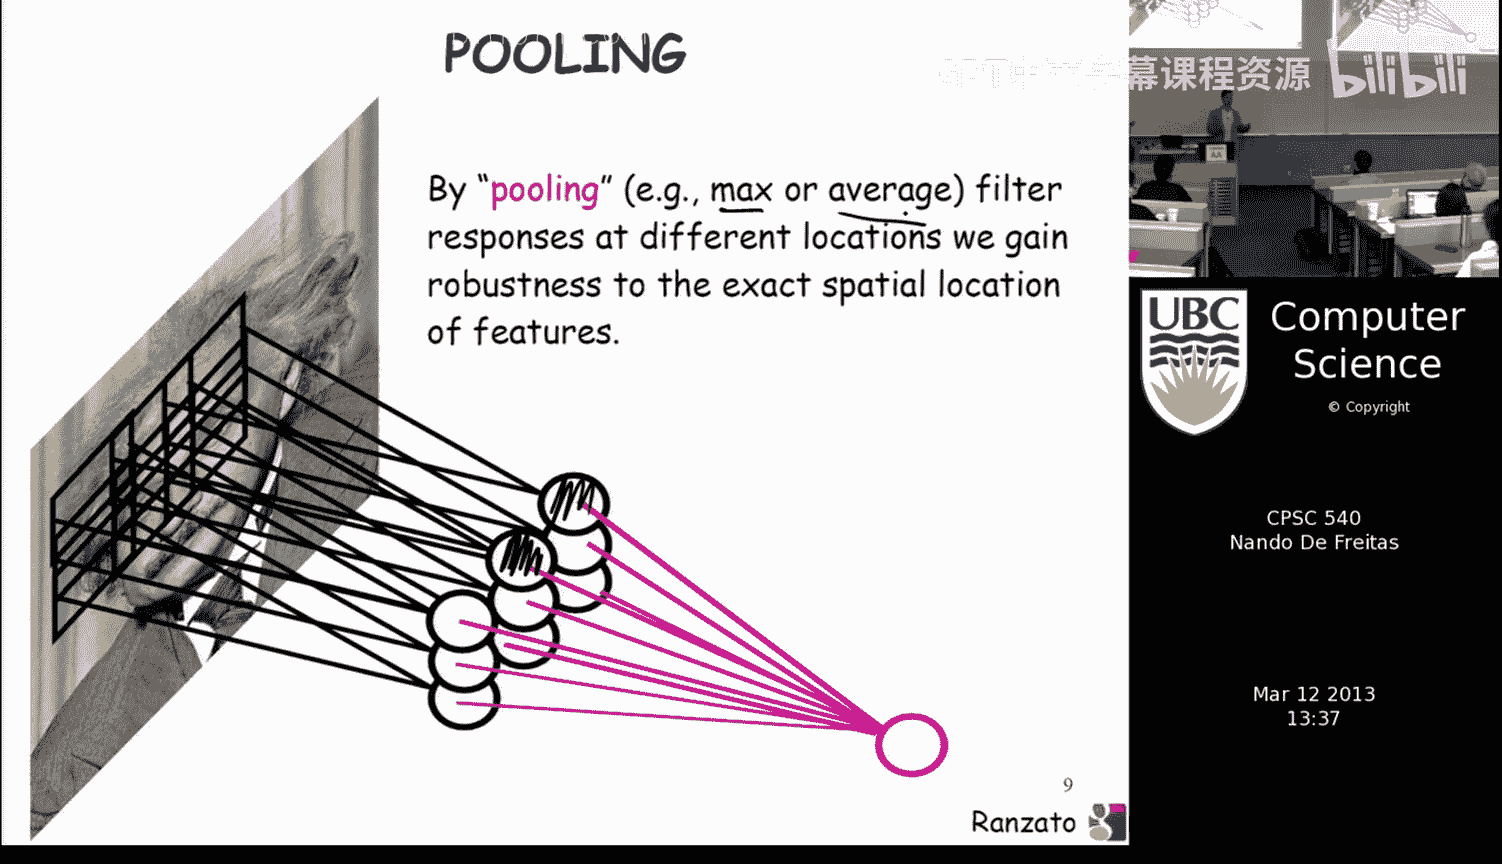 POOLING
By “pooling” (e.g., max or average) filter
responses at different locations we gain
robustness to the exact spatial location
of features.
9
Ranzato
幕课程资源 bilibili
UBC
Computer
Science
© Copyright
CPSC 540
Nando De Freitas
Mar 12 2013
13:37